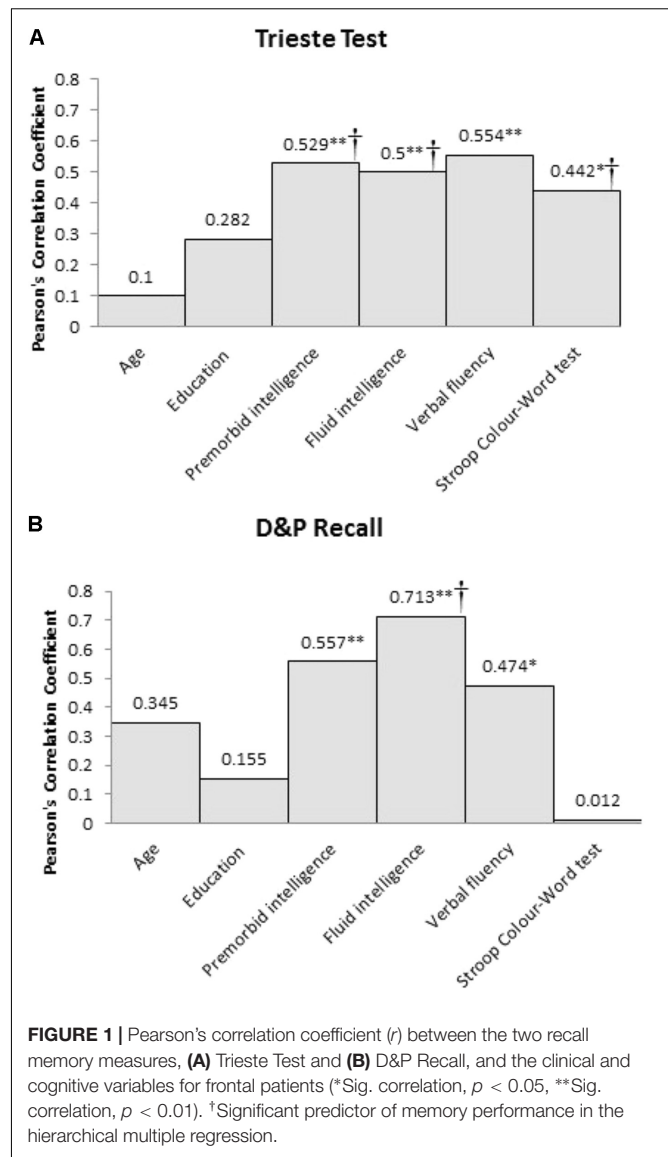 A
Trieste Test
Pearson's Correlation Coefficient
0.8
0.7
0.6
0.5
0.4
0.3
0.2
0.1
0
0.1
0.282
0.529**†
0.5**†
0.554**
0.442*†
Age
Education
Premorbid intelligence
Fluid intelligence
Verbal fluency
Stroop Colour-Word test
B
D&P Recall
Pearson's Correlation Coefficient
0.8
0.7
0.6
0.5
0.4
0.3
0.2
0.1
0
0.345
0.155
0.557**
0.713**†
0.474*
0.012
Age
Education
Premorbid intelligence
Fluid intelligence
Verbal fluency
Stroop Colour-Word test
FIGURE 1 | Pearson's correlation coefficient (r) between the two recall
memory measures, (A) Trieste Test and (B) D&P Recall, and the clinical and
cognitive variables for frontal patients (*Sig. correlation, p < 0.05, **Sig.
correlation, p < 0.01). †Significant predictor of memory performance in the
hierarchical multiple regression.